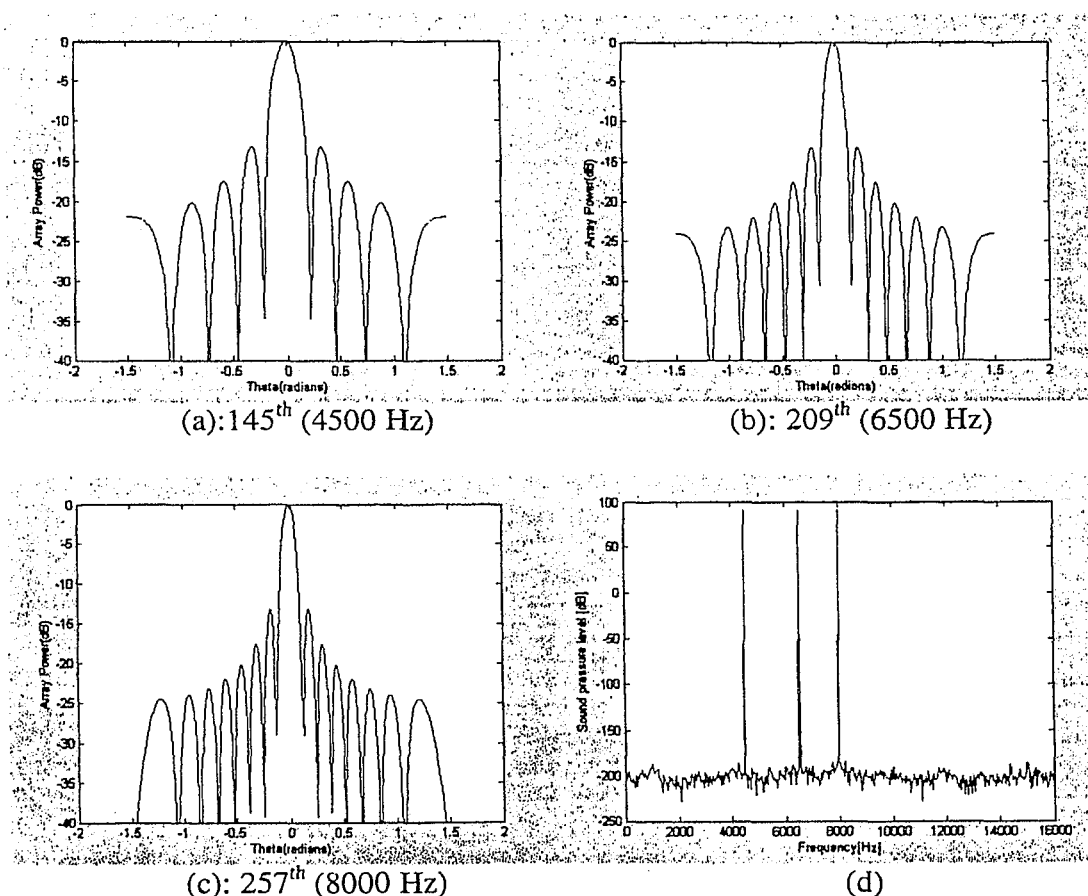 0
-5
-10
-15
-20
-25
-30
-35
-40
Array Power(dB)
-2 -1.5 -1 -0.5 0 0.5 1 1.5 2
Theta(radians)
(a):145th (4500 Hz)
0
-5
-10
-15
-20
-25
-30
-35
-40
Array Power(dB)
-2 -1.5 -1 -0.5 0 0.5 1 1.5 2
Theta(radions)
(b): 209th (6500 Hz)
0
-5
-10
-15
-20
-25
-30
-35
-40
Array Power(dB)
-2 -1.5 -1 -0.5 0 0.5 1 1.5 2
Theta(radians)
(c): 257th (8000 Hz)
100
50
0
-50
-100
-150
-200
-250
Sound pressure level [dB]
0 2000 4000 6000 8000 10000 12000 14000 16000
Frequency[Hz]
(d)